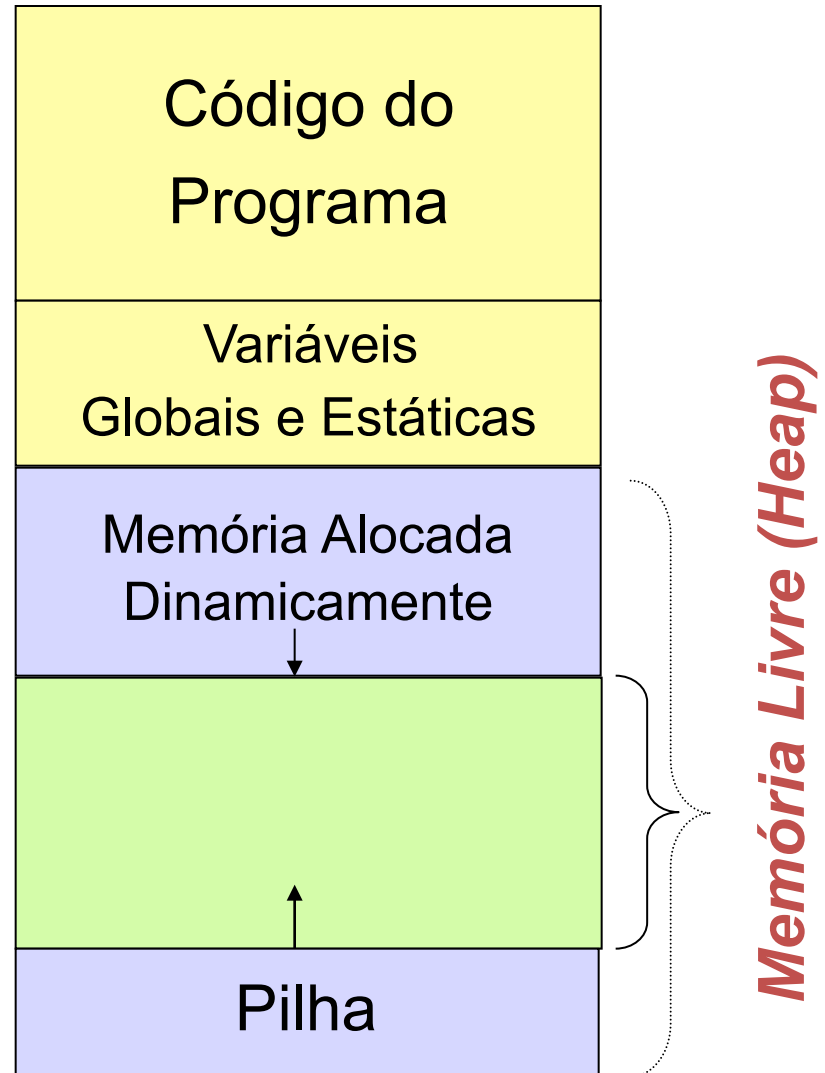 Código do
Programa
Variáveis
Globais e Estáticas
Memória Alocada
Dinamicamente
Pilha
Memória Livre (Heap)